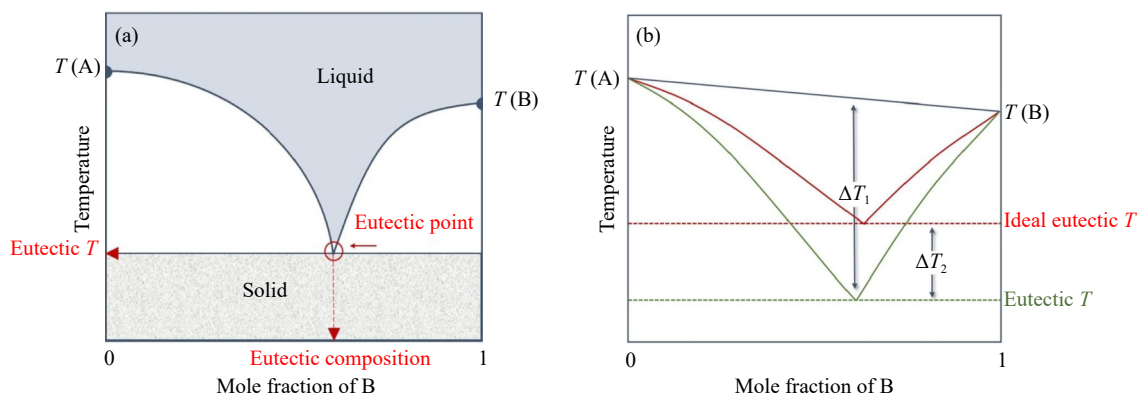 (a)
T (A)
Liquid
T (B)
Temperature
Eutectic point
Eutectic T
Solid
0
Eutectic composition
1
Mole fraction of B
(b)
T (A)
T (B)
Temperature
ΔT1
Ideal eutectic T
ΔT2
Eutectic T
0
1
Mole fraction of B